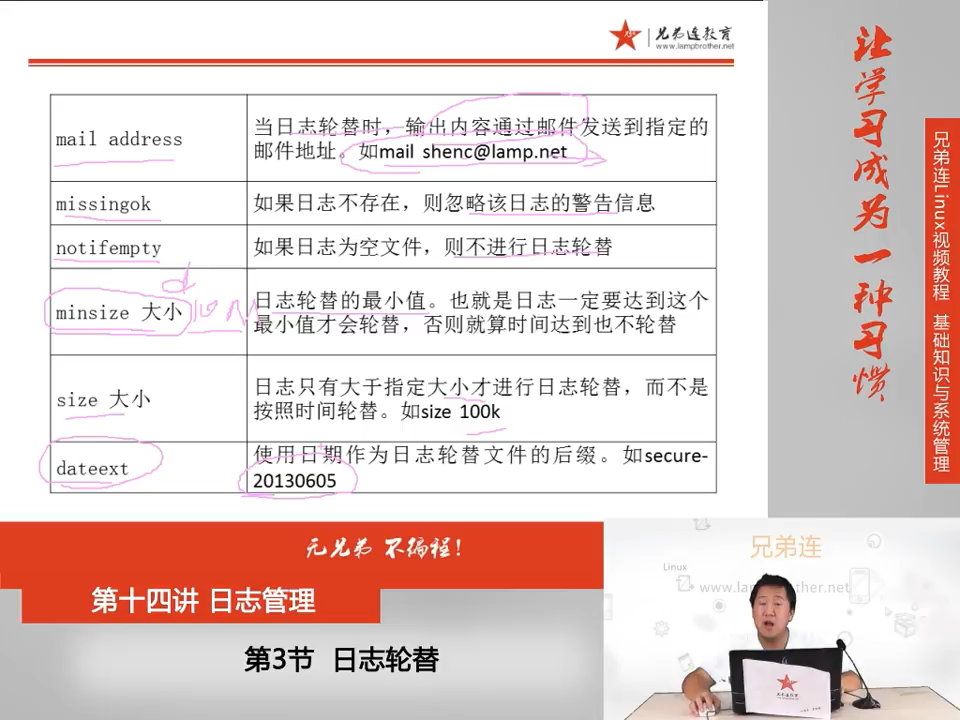 兄弟连教育
www.lampbrother.net
mail address
当日志轮替时，输出内容通过邮件发送到指定的
邮件地址。如mail shenc@lamp.net
missingok
如果日志不存在，则忽略该日志的警告信息
notifempty
如果日志为空文件，则不进行日志轮替
minsize 大小
日志轮替的最小值。也就是日志一定要达到这个
最小值才会轮替，否则就算时间达到也不轮替
size 大小
日志只有大于指定大小才进行日志轮替，而不是
按照时间轮替。如size 100k
dateext
使用日期作为日志轮替文件的后缀。如secure-
20130605
d
10M
让学习成为一种习惯
兄弟连Linux视频教程 基础知识与系统管理
无兄弟 不编程!
第十四讲 日志管理
第3节 日志轮替
兄弟连
Linux